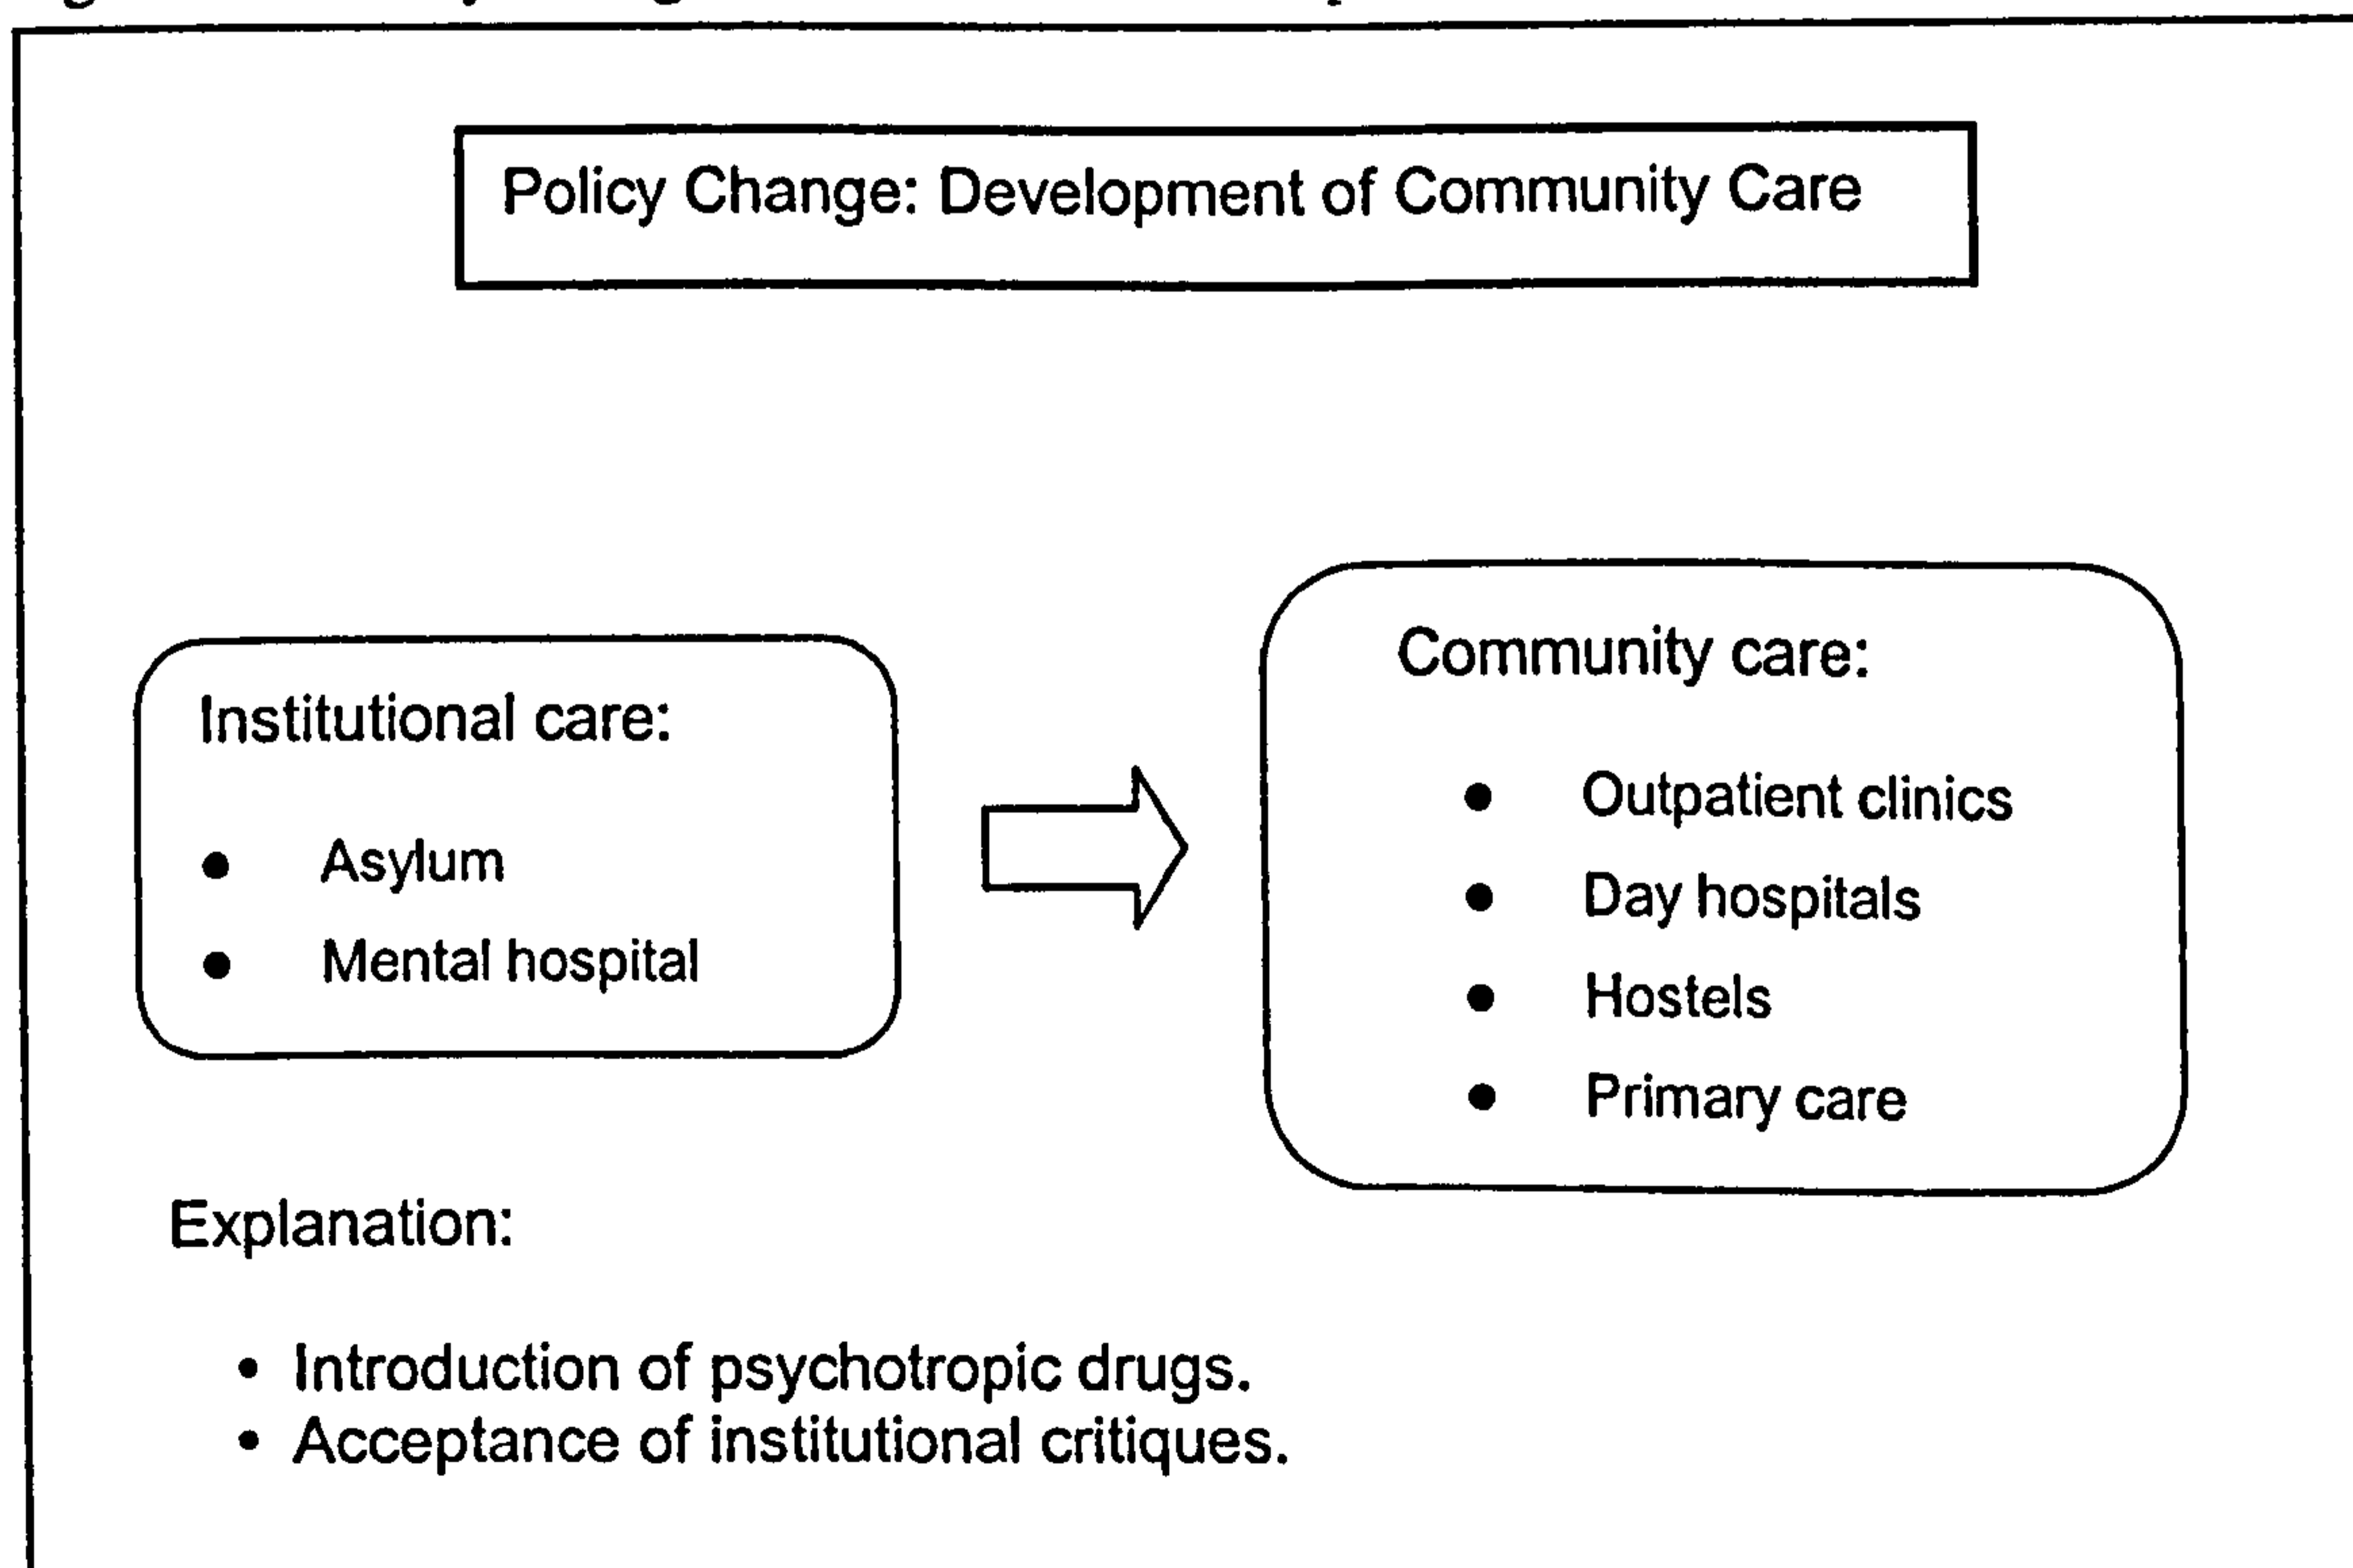 Policy Change: Development of Community Care
Institutional care:
• Asylum
• Mental hospital
Community care:
• Outpatient clinics
• Day hospitals
• Hostels
• Primary care
Explanation:
• Introduction of psychotropic drugs.
• Acceptance of institutional critiques.